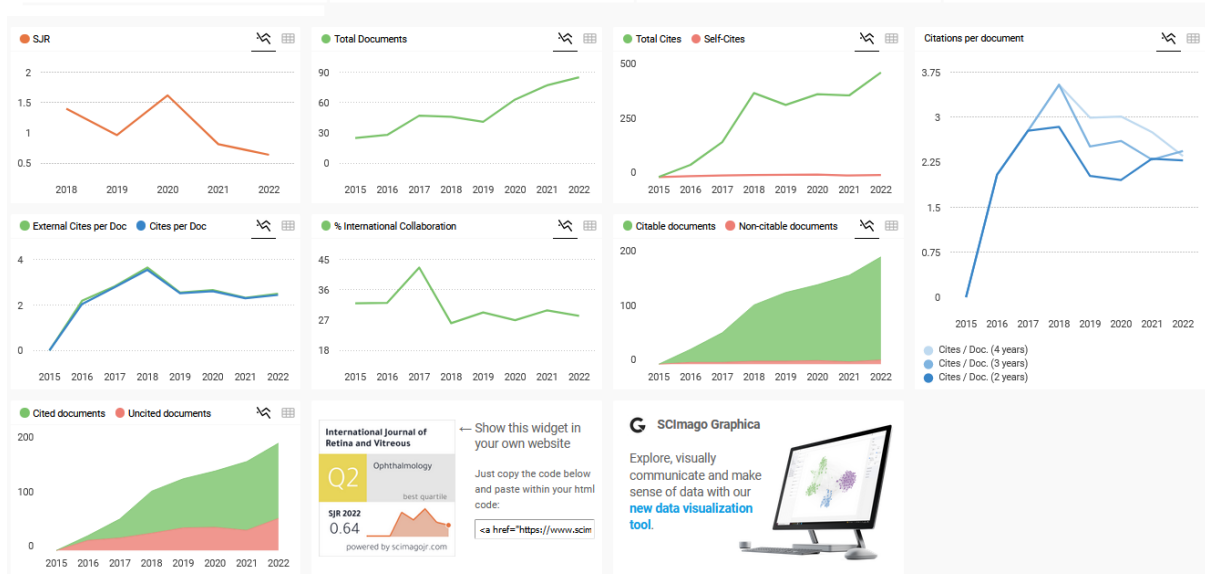 SJR
2
1.5
1
0.5
2018 2019 2020 2021 2022
Total Documents
90
60
30
0
2015 2016 2017 2018 2019 2020 2021 2022
Total Cites Self-Cites
500
250
0
2015 2016 2017 2018 2019 2020 2021 2022
Citations per document
3.75
3
2.25
1.5
0.75
0
2015 2016 2017 2018 2019 2020 2021 2022
Cites / Doc. (4 years)
Cites / Doc. (3 years)
Cites / Doc. (2 years)
External Cites per Doc Cites per Doc
4
2
0
2015 2016 2017 2018 2019 2020 2021 2022
% International Collaboration
45
36
27
18
2015 2016 2017 2018 2019 2020 2021 2022
Citable documents Non-citable documents
200
100
0
2015 2016 2017 2018 2019 2020 2021 2022
Cited documents Uncited documents
200
100
0
2015 2016 2017 2018 2019 2020 2021 2022
International Journal of
Retina and Vitreous
Q2
Ophthalmology
best quartile
SJR 2022
0.64
powered by scimagojr.com
← Show this widget in
your own website
Just copy the code below
and paste within your html
code:
<a href="https://www.scim
G SCImago Graphica
Explore, visually
communicate and make
sense of data with our
new data visualization
tool.